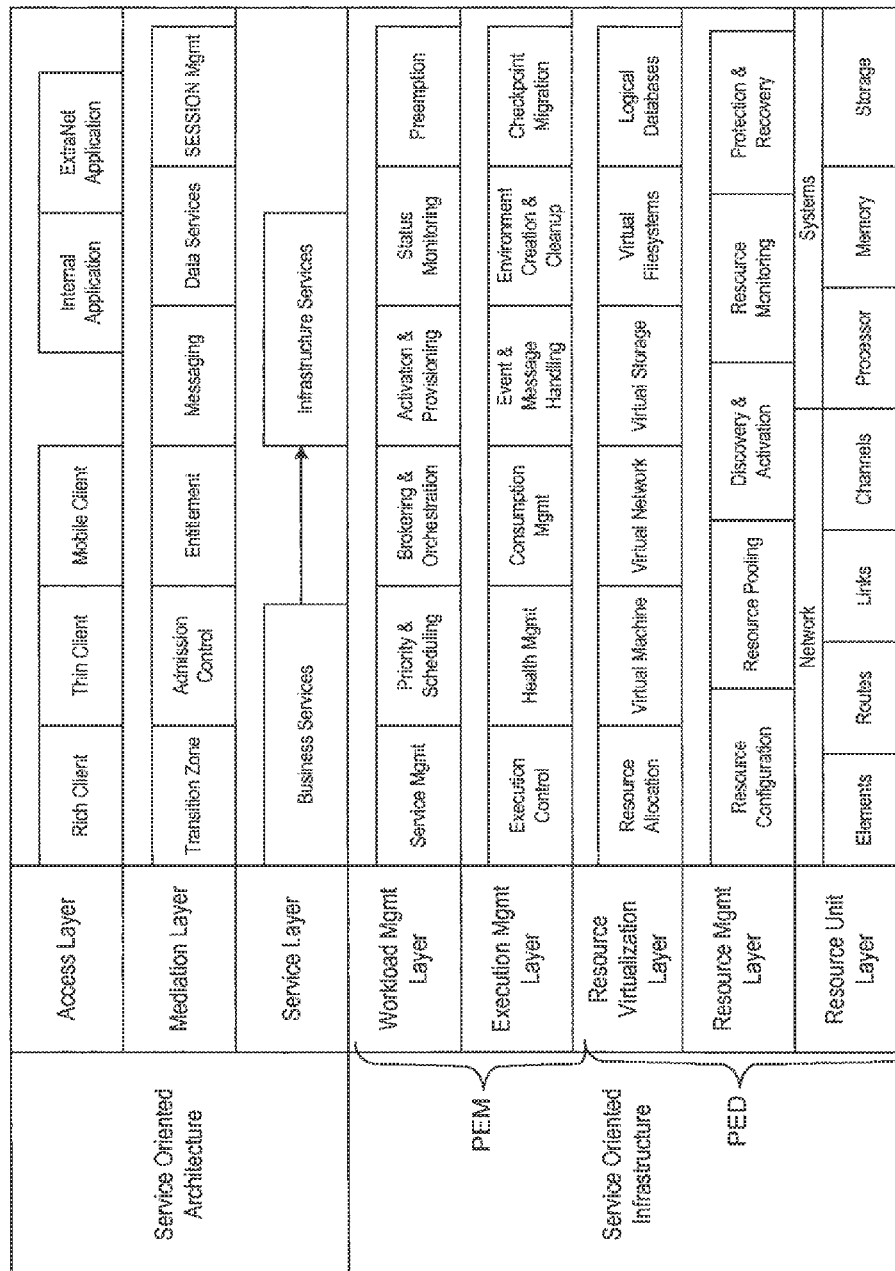 Service Oriented
Architecture
Access Layer
Rich Client
Thin Client
Mobile Client
Internal
Application
ExtraNet
Application
Mediation Layer
Transition Zone
Admission
Control
Entitlement
Messaging
Data Services
SESSION Mgmt
Service Layer
Business Services
Infrastructure Services
PEM
Service Oriented
Infrastructure
PED
Workload Mgmt
Layer
Service Mgmt
Priority &
Scheduling
Brokering &
Orchestration
Activation &
Provisioning
Status
Monitoring
Preemption
Execution Mgmt
Layer
Execution
Control
Health Mgmt
Consumption
Mgmt
Event &
Message
Handling
Environment
Creation &
Cleanup
Checkpoint
Migration
Resource
Virtualization
Layer
Resource
Allocation
Virtual Machine
Virtual Network
Virtual Storage
Virtual
Filesystems
Logical
Databases
Resource Mgmt
Layer
Resource
Configuration
Resource Pooling
Discovery &
Activation
Resource
Monitoring
Protection &
Recovery
Resource Unit
Layer
Network
Systems
Elements
Routes
Links
Channels
Processor
Memory
Storage